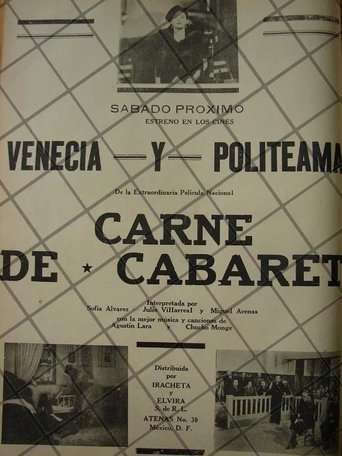 SABADO PROXIMO
ESTRENO EN LOS CINES
VENECIA — Y — POLITEAMA
De la Extraordinaria Película Nacional
CARNE
DE * CABARET
Interpretada por
Sofía Alvarez — Julio Villarreal y Miguel Arenas
con la mejor música y canciones de
Agustín Lara Chucho Monge
Distribuída
por
IRACHETA
y
ELVIRA
S. de R. L.
ATENAS No. 30
México, D. F.